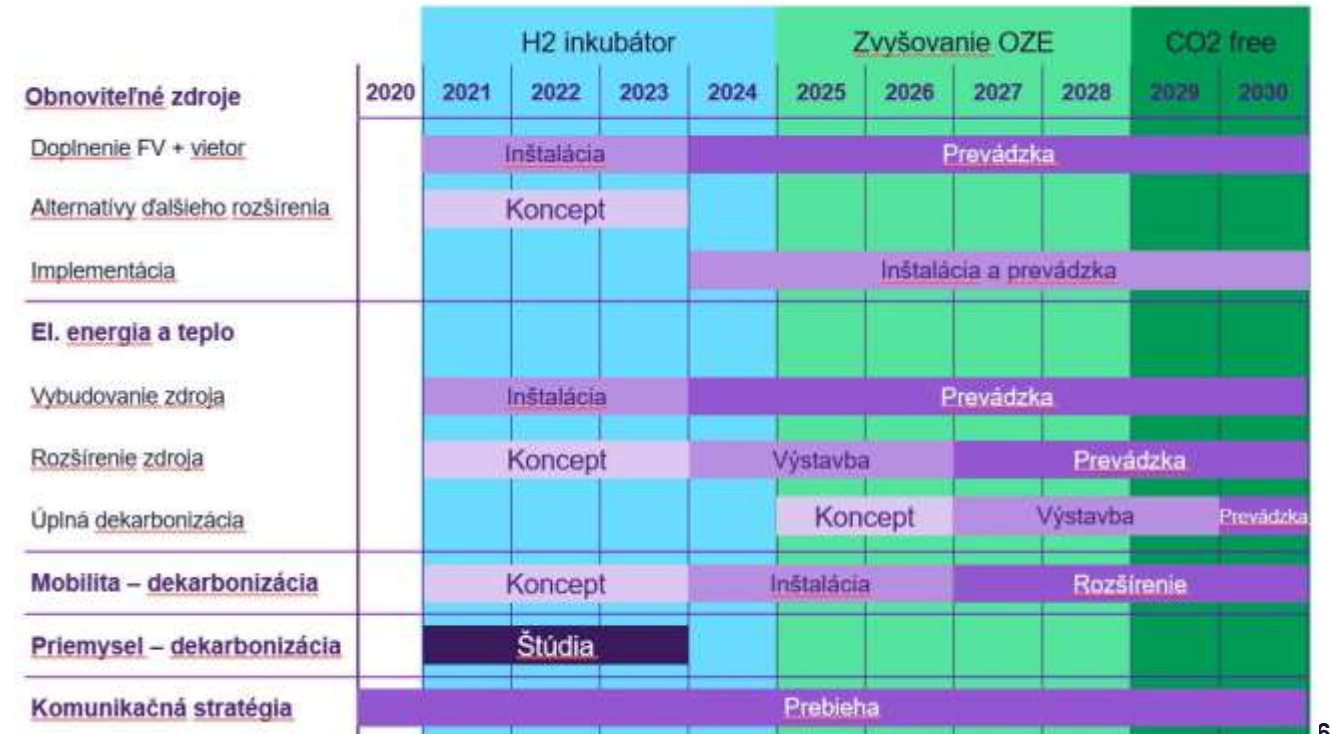 H2 inkubátor Zvyšovanie OZE CO2 free
Obnoviteľné zdroje 2020 2021 2022 2023 2024 2025 2026 2027 2028 2029 2030
Doplnenie FV + vietor Inštalácia Prevádzka
Alternatívy ďalšieho rozšírenia Koncept
Implementácia Inštalácia a prevádzka
El. energia a teplo
Vybudovanie zdroja Inštalácia Prevádzka
Rozšírenie zdroja Koncept Výstavba Prevádzka
Úplná dekarbonizácia Koncept Výstavba Prevádzka
Mobilita – dekarbonizácia Koncept Inštalácia Rozšírenie
Priemysel – dekarbonizácia Štúdia
Komunikačná stratégia Prebieha
6